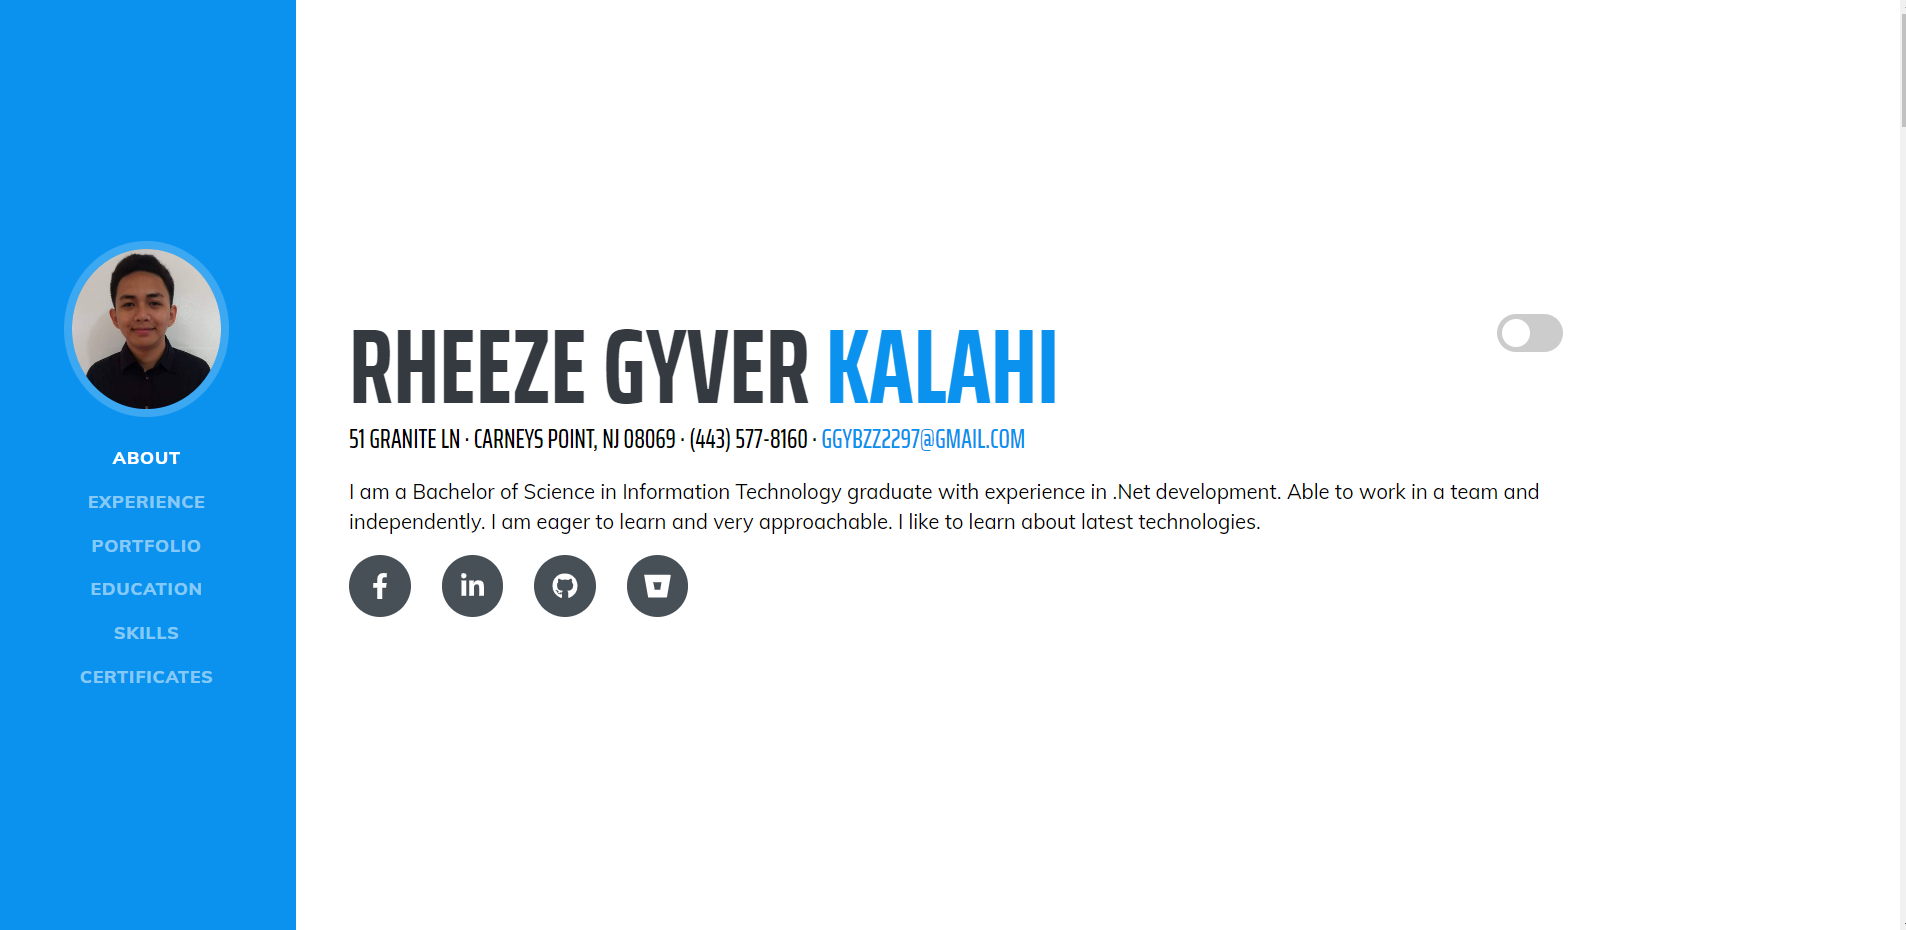 ABOUT
EXPERIENCE
PORTFOLIO
EDUCATION
SKILLS
CERTIFICATES
RHEEZE GYVER KALAHI
51 GRANITE LN · CARNEYS POINT, NJ 08069 · (443) 577-8160 · GGYBZZ2297@GMAIL.COM
I am a Bachelor of Science in Information Technology graduate with experience in .Net development. Able to work in a team and
independently. I am eager to learn and very approachable. I like to learn about latest technologies.